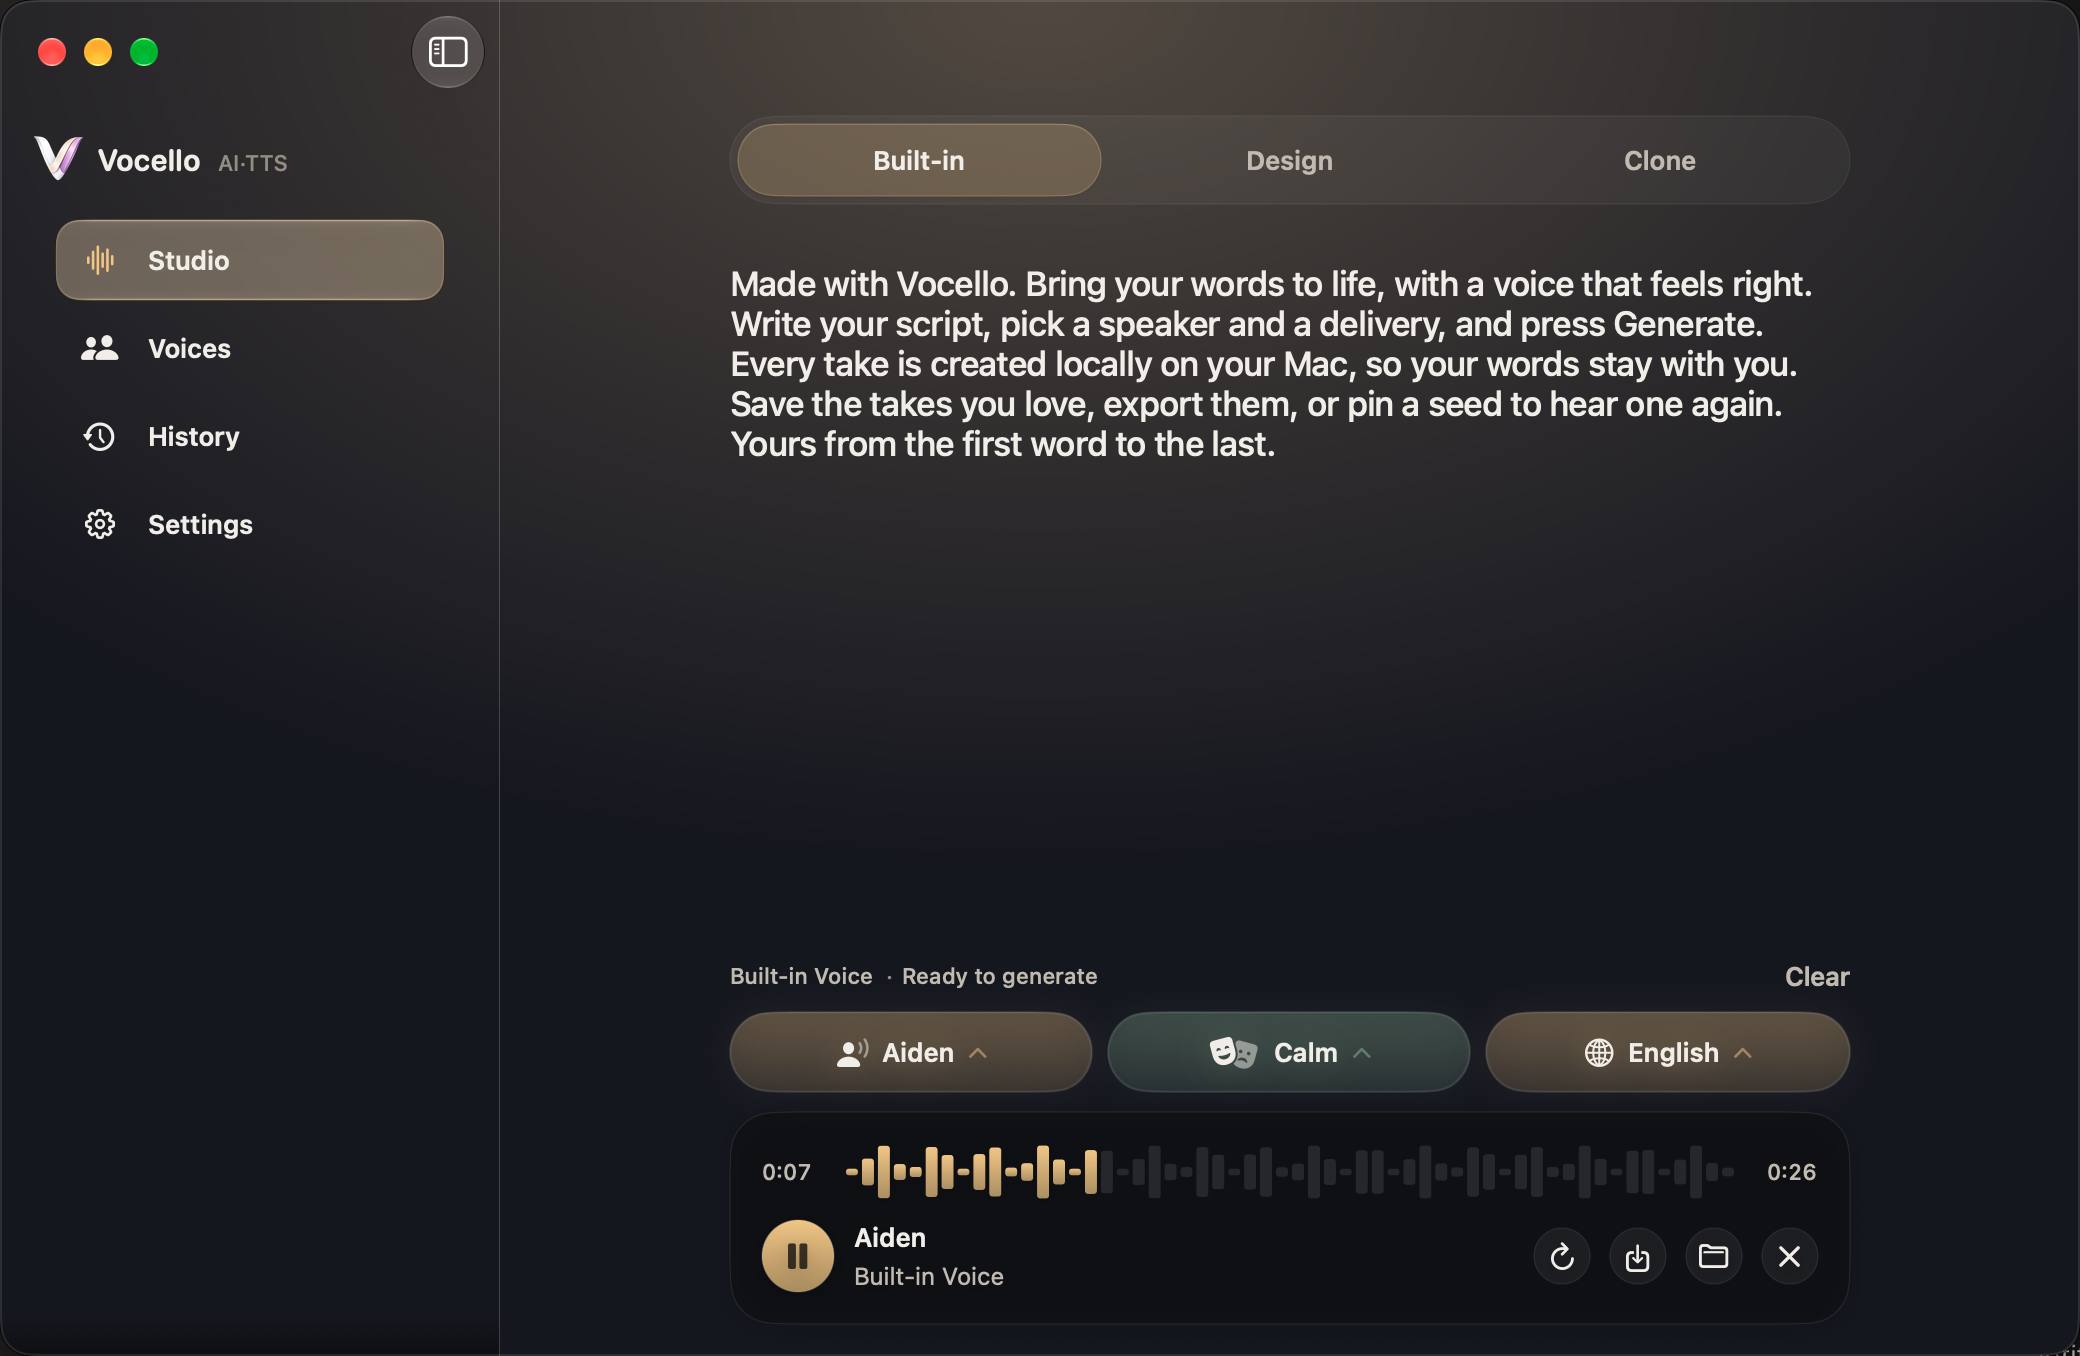 Vocello AI·TTS
Studio
Voices
History
Settings
Built-in
Design
Clone
Made with Vocello. Bring your words to life, with a voice that feels right.
Write your script, pick a speaker and a delivery, and press Generate.
Every take is created locally on your Mac, so your words stay with you.
Save the takes you love, export them, or pin a seed to hear one again.
Yours from the first word to the last.
Built-in Voice · Ready to generate
Clear
Aiden
Calm
English
0:07
0:26
Aiden
Built-in Voice